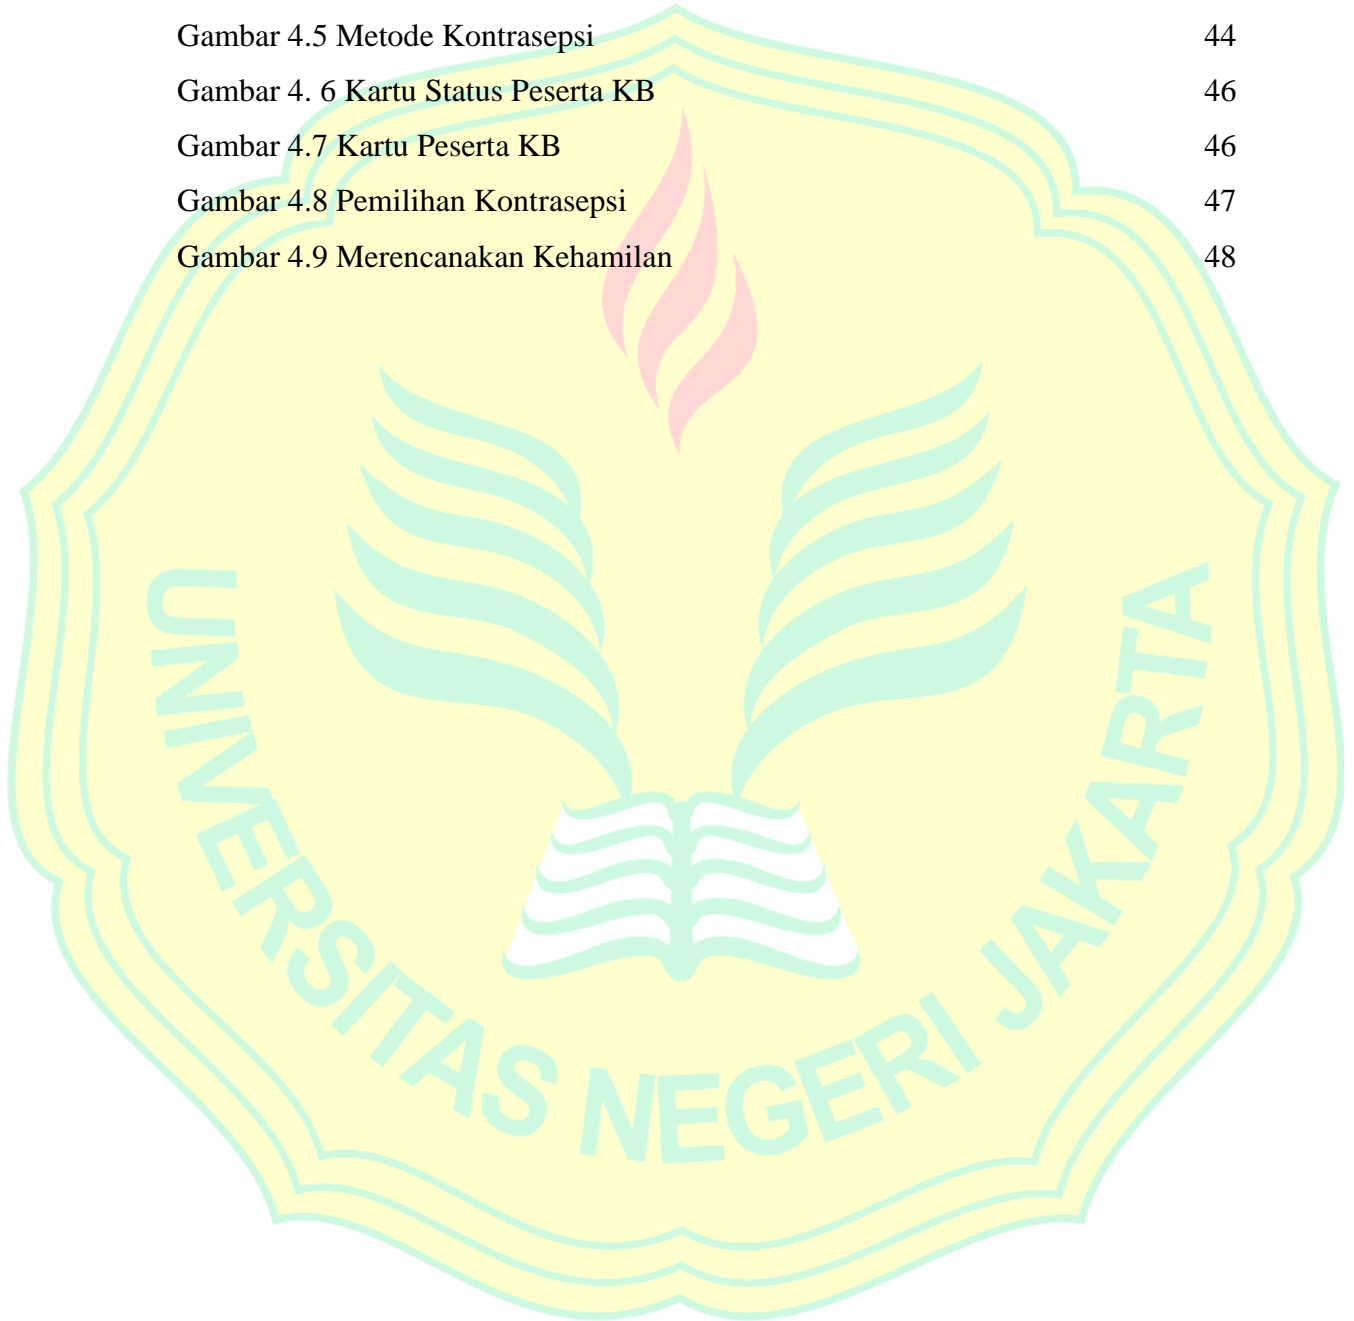 Gambar 4.5 Metode Kontrasepsi 44
Gambar 4. 6 Kartu Status Peserta KB 46
Gambar 4.7 Kartu Peserta KB 46
Gambar 4.8 Pemilihan Kontrasepsi 47
Gambar 4.9 Merencanakan Kehamilan 48
UNIVERSITAS NEGERI JAKARTA